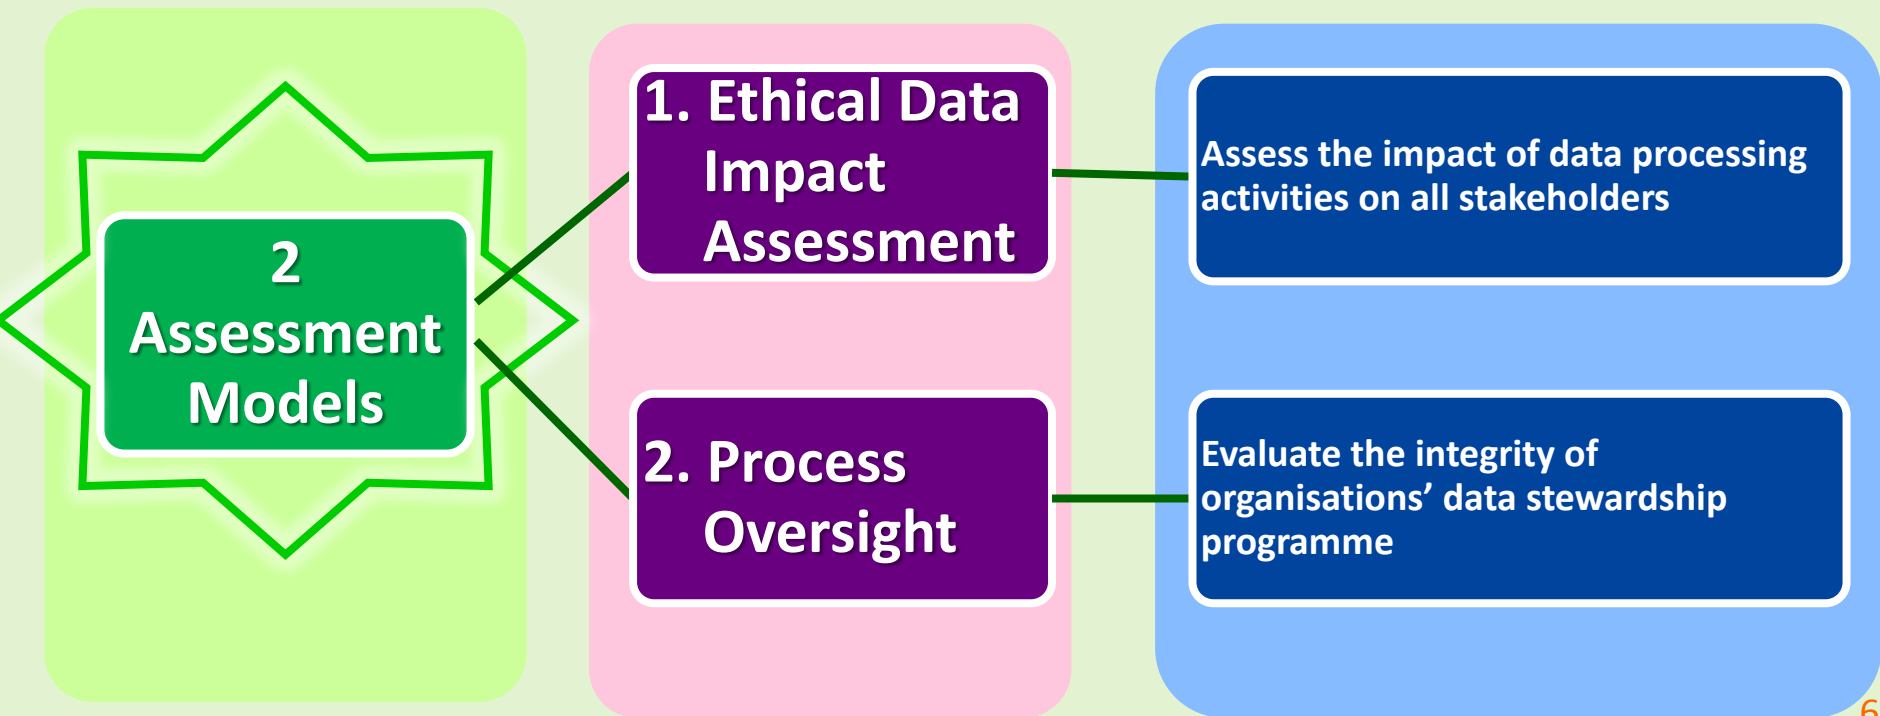 2
Assessment
Models
1. Ethical Data
Impact
Assessment
Assess the impact of data processing
activities on all stakeholders
2. Process
Oversight
Evaluate the integrity of
organisations’ data stewardship
programme
6